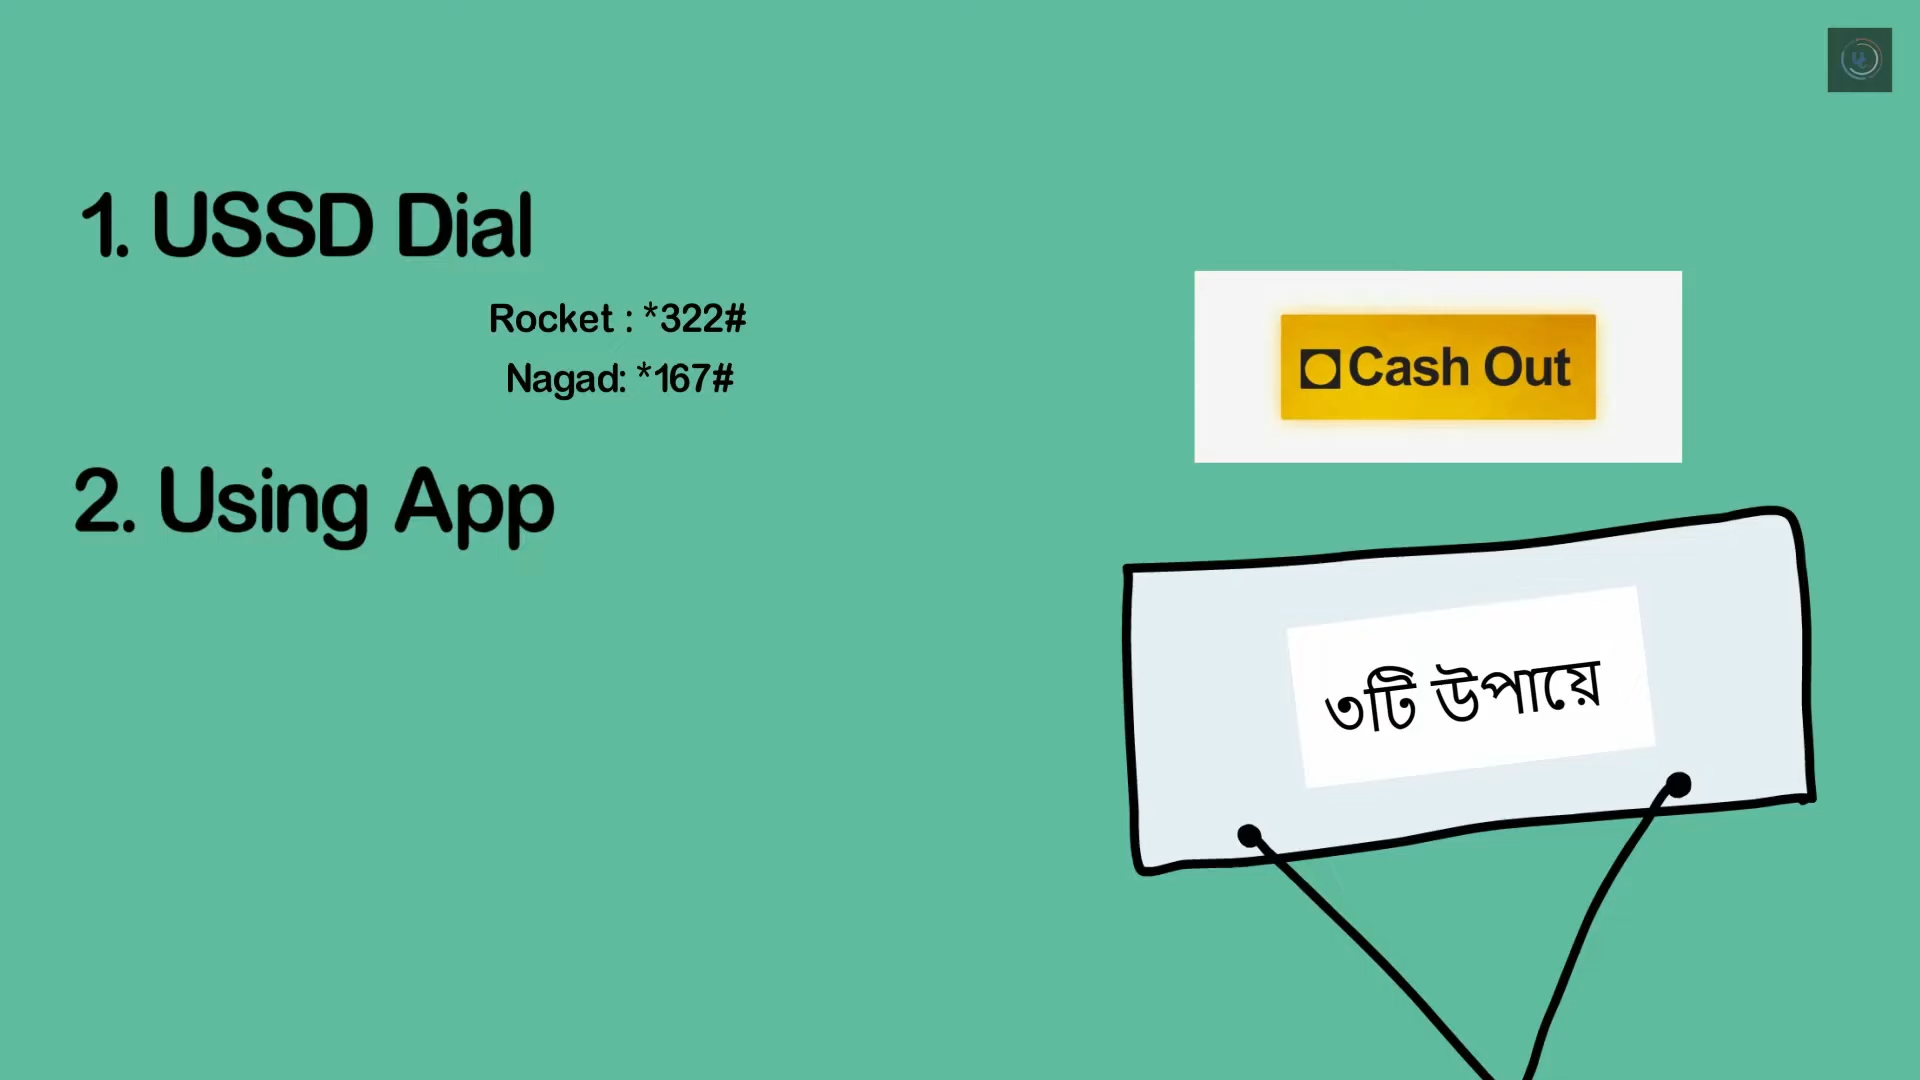 1. USSD Dial
Rocket : *322#
Nagad: *167#
2. Using App
Cash Out
৩টি উপায়ে